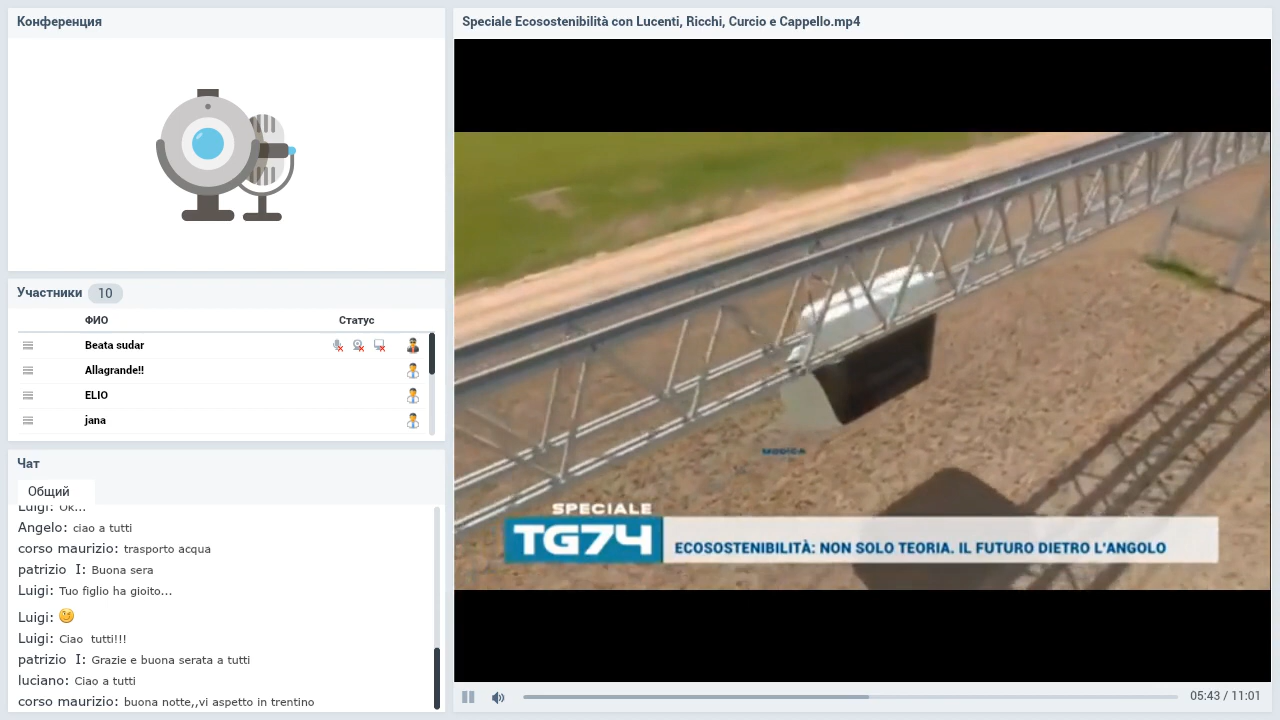 Конференция
Участники 10
ФИО Статус
Beata sudar
Allagrande!!
ELIO
jana
Чат
Общий
Luigi: Ok...
Angelo: ciao a tutti
corso maurizio: trasporto acqua
patrizio I: Buona sera
Luigi: Tuo figlio ha gioito...
Luigi:
Luigi: Ciao tutti!!!
patrizio I: Grazie e buona serata a tutti
luciano: Ciao a tutti
corso maurizio: buona notte,,vi aspetto in trentino
Speciale Ecosostenibilità con Lucenti, Ricchi, Curcio e Cappello.mp4
MODICA
SPECIALE
TG74
ECOSOSTENIBILITÀ: NON SOLO TEORIA. IL FUTURO DIETRO L'ANGOLO
05:43 / 11:01